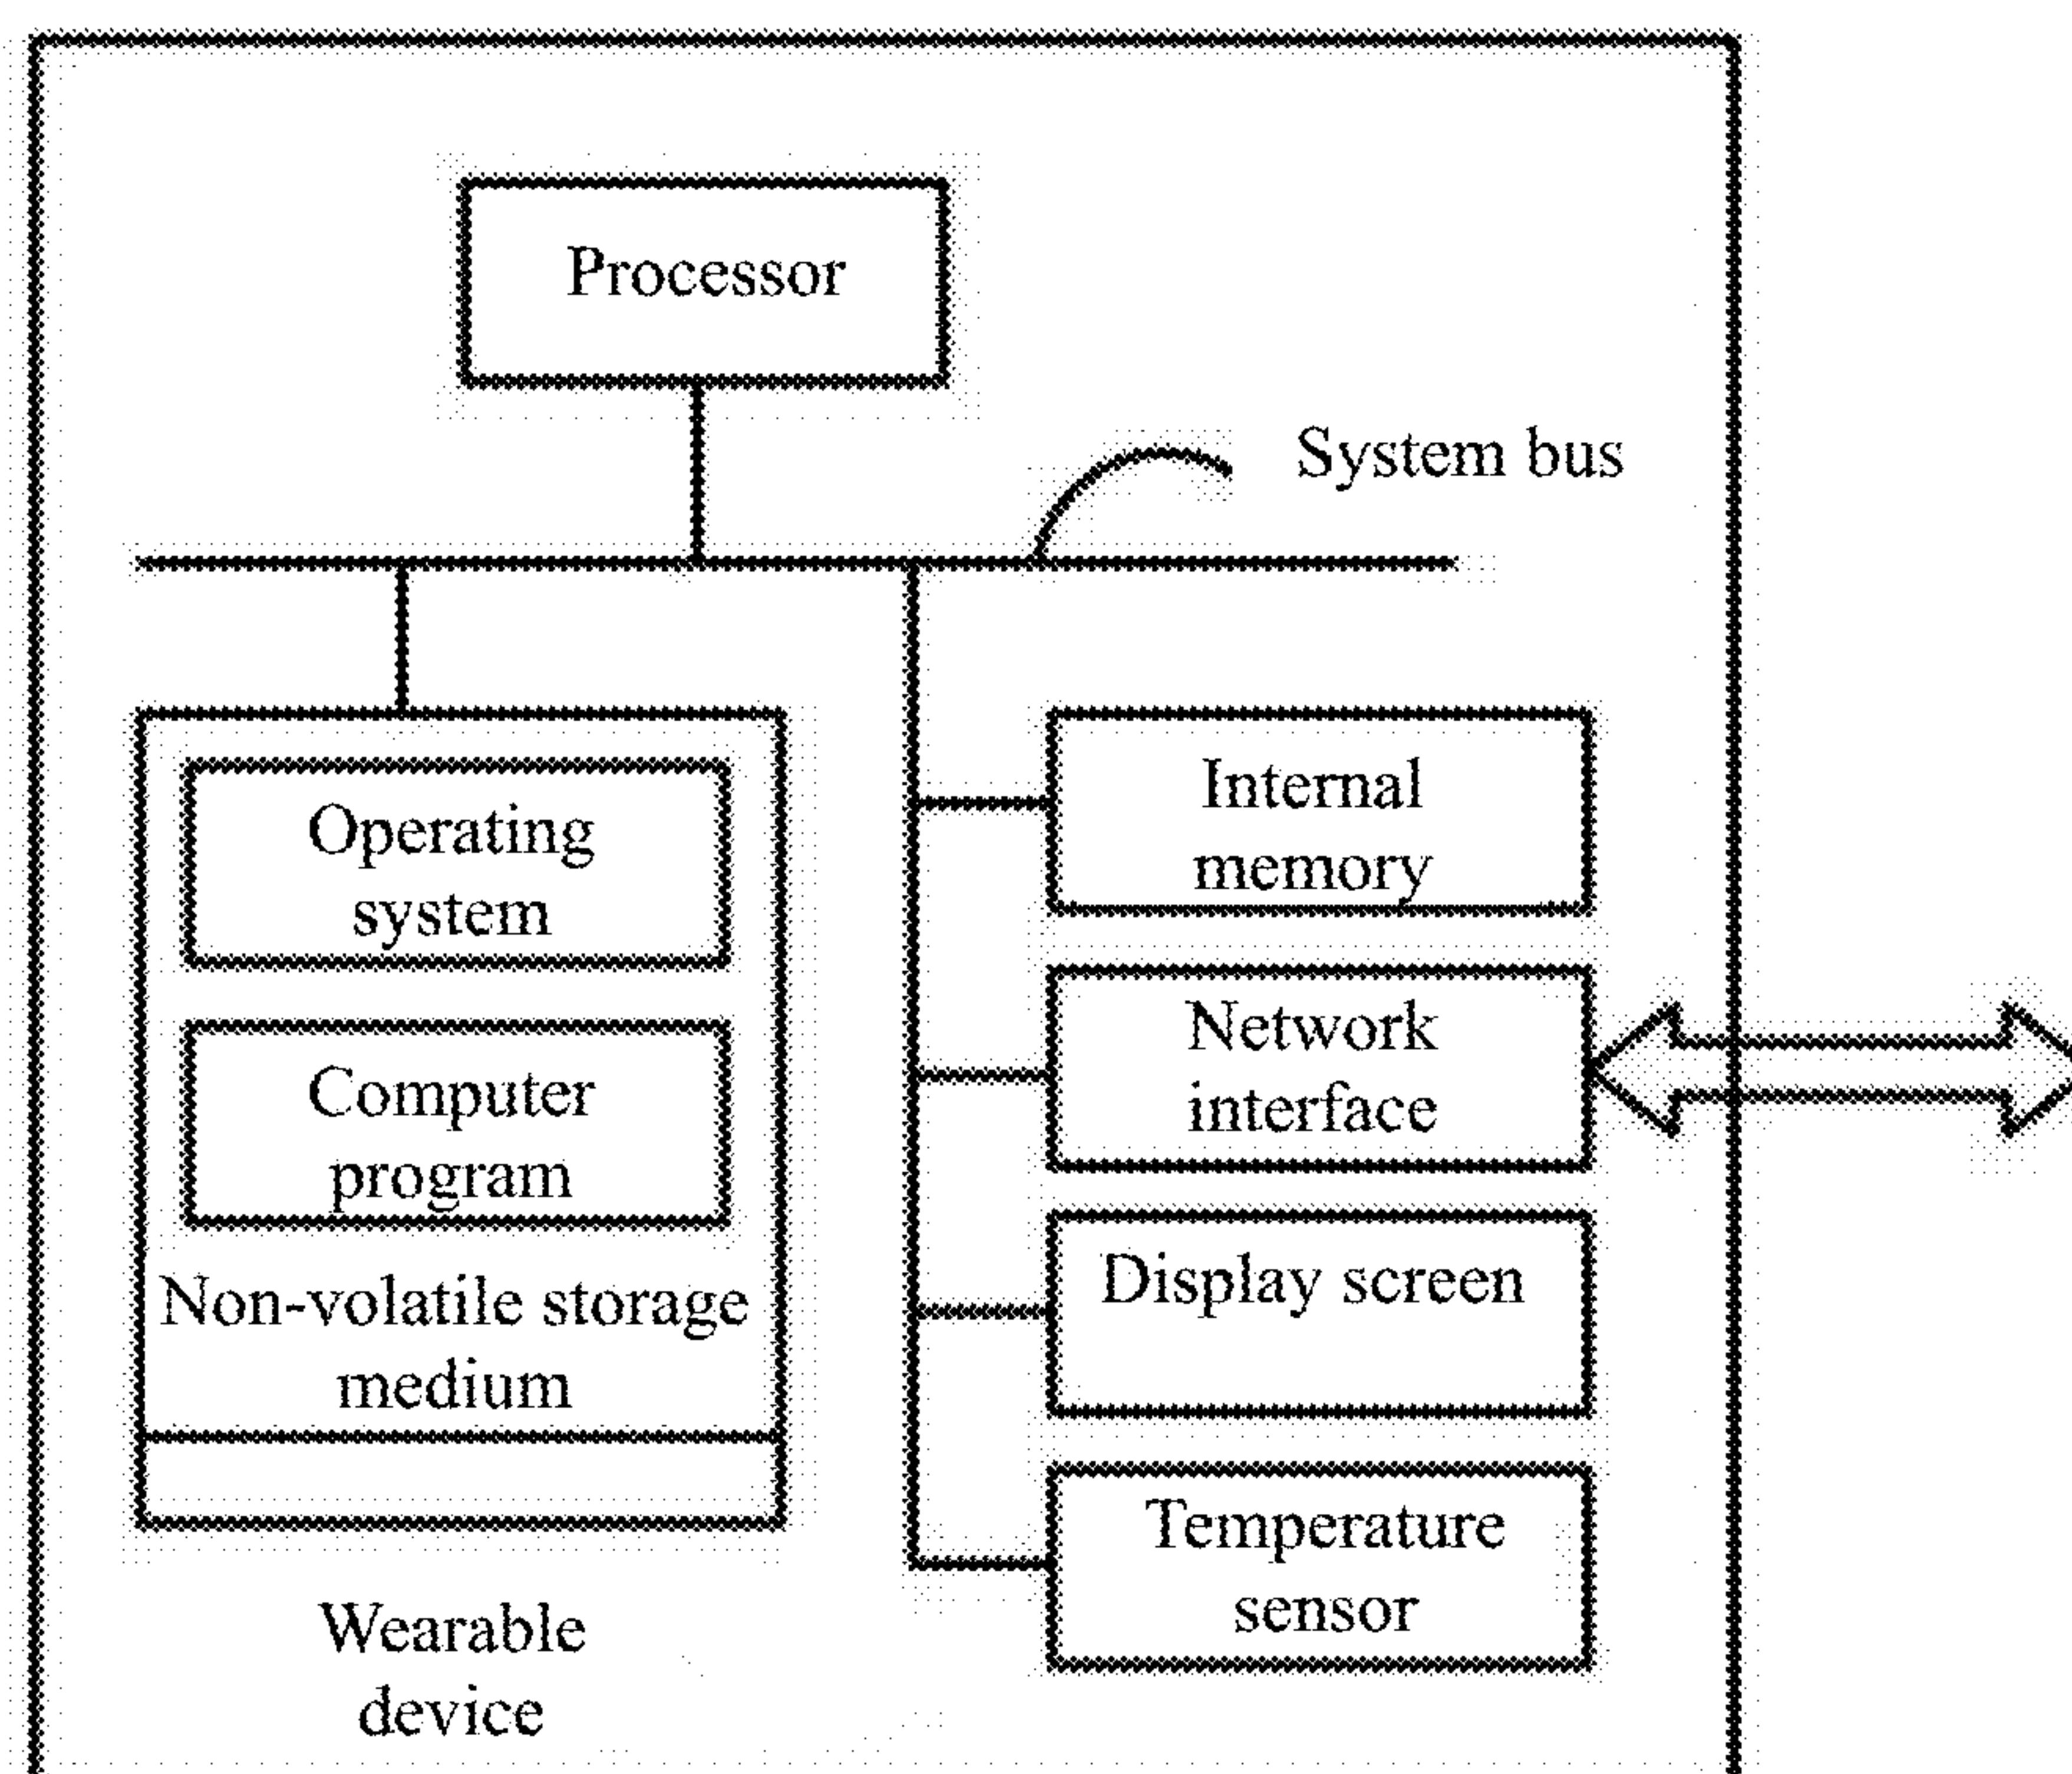 Processor
System bus
Operating
system
Computer
program
Non-volatile storage
medium
Internal
memory
Network
interface
Display screen
Temperature
sensor
Wearable
device